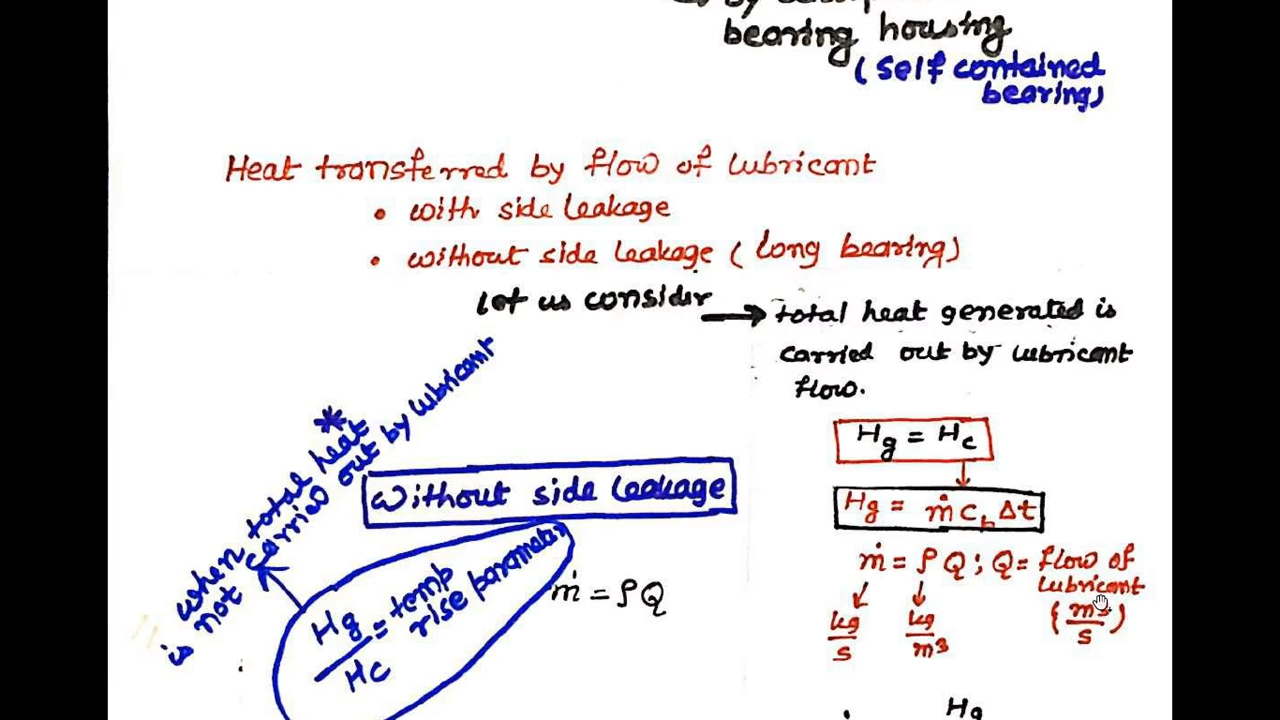 bearing housing
(self contained
bearing)
Heat transferred by flow of lubricant
• with side leakage
• without side leakage (long bearing)
Let us consider → total heat generated is
carried out by lubricant
flow.
Hg = Hc
Hg = ṁ Cp Δt
ṁ = ρ Q ; Q = flow of
lubricant
(m³/s)
kg/s kg/m³
*
when total heat
is not carried out by lubricant
without side leakage
Hg/Hc = temp
rise parameter
ṁ = ρQ
Hg